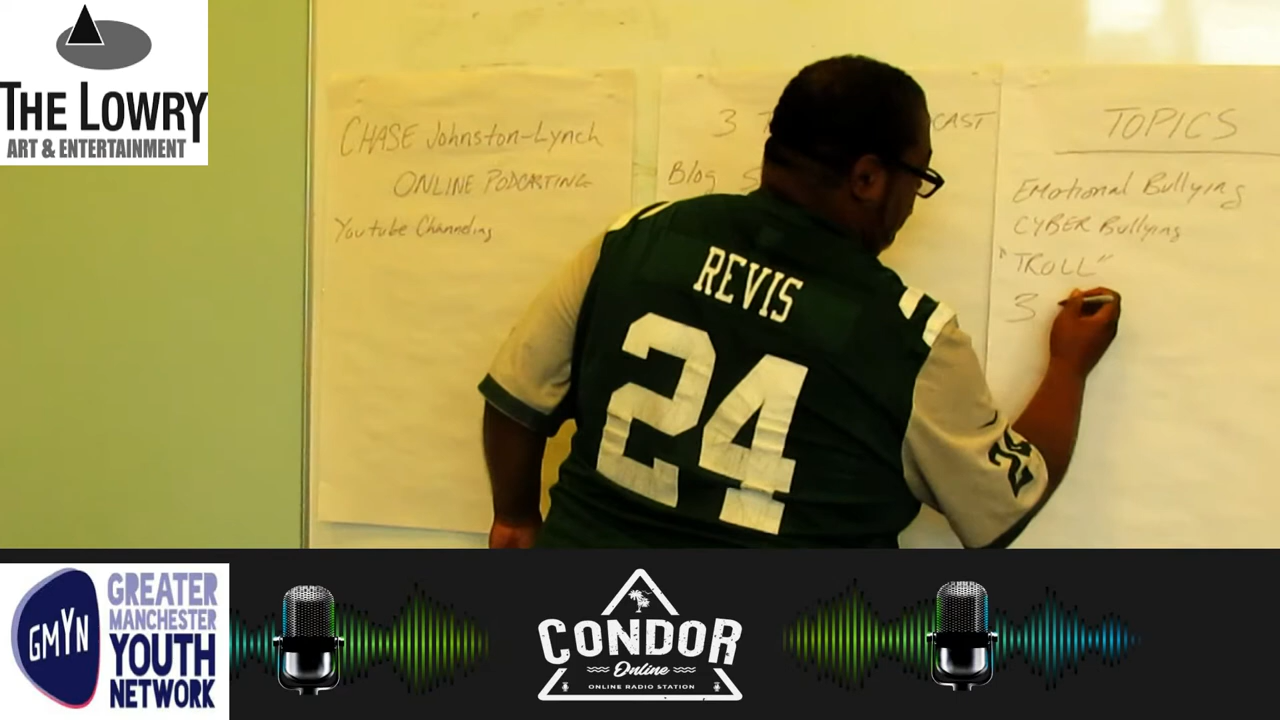 THE LOWRY
ART & ENTERTAINMENT
CHASE Johnston-Lynch
ONLINE PODCASTING
Youtube Channeling
3
CAST
Blog
TOPICS
EMotional Bullying
CYBER Bullying
"TROLL"
3
REVIS
24
24
GMYN
GREATER
MANCHESTER
YOUTH
NETWORK
CONDOR
Online
ONLINE RADIO STATION